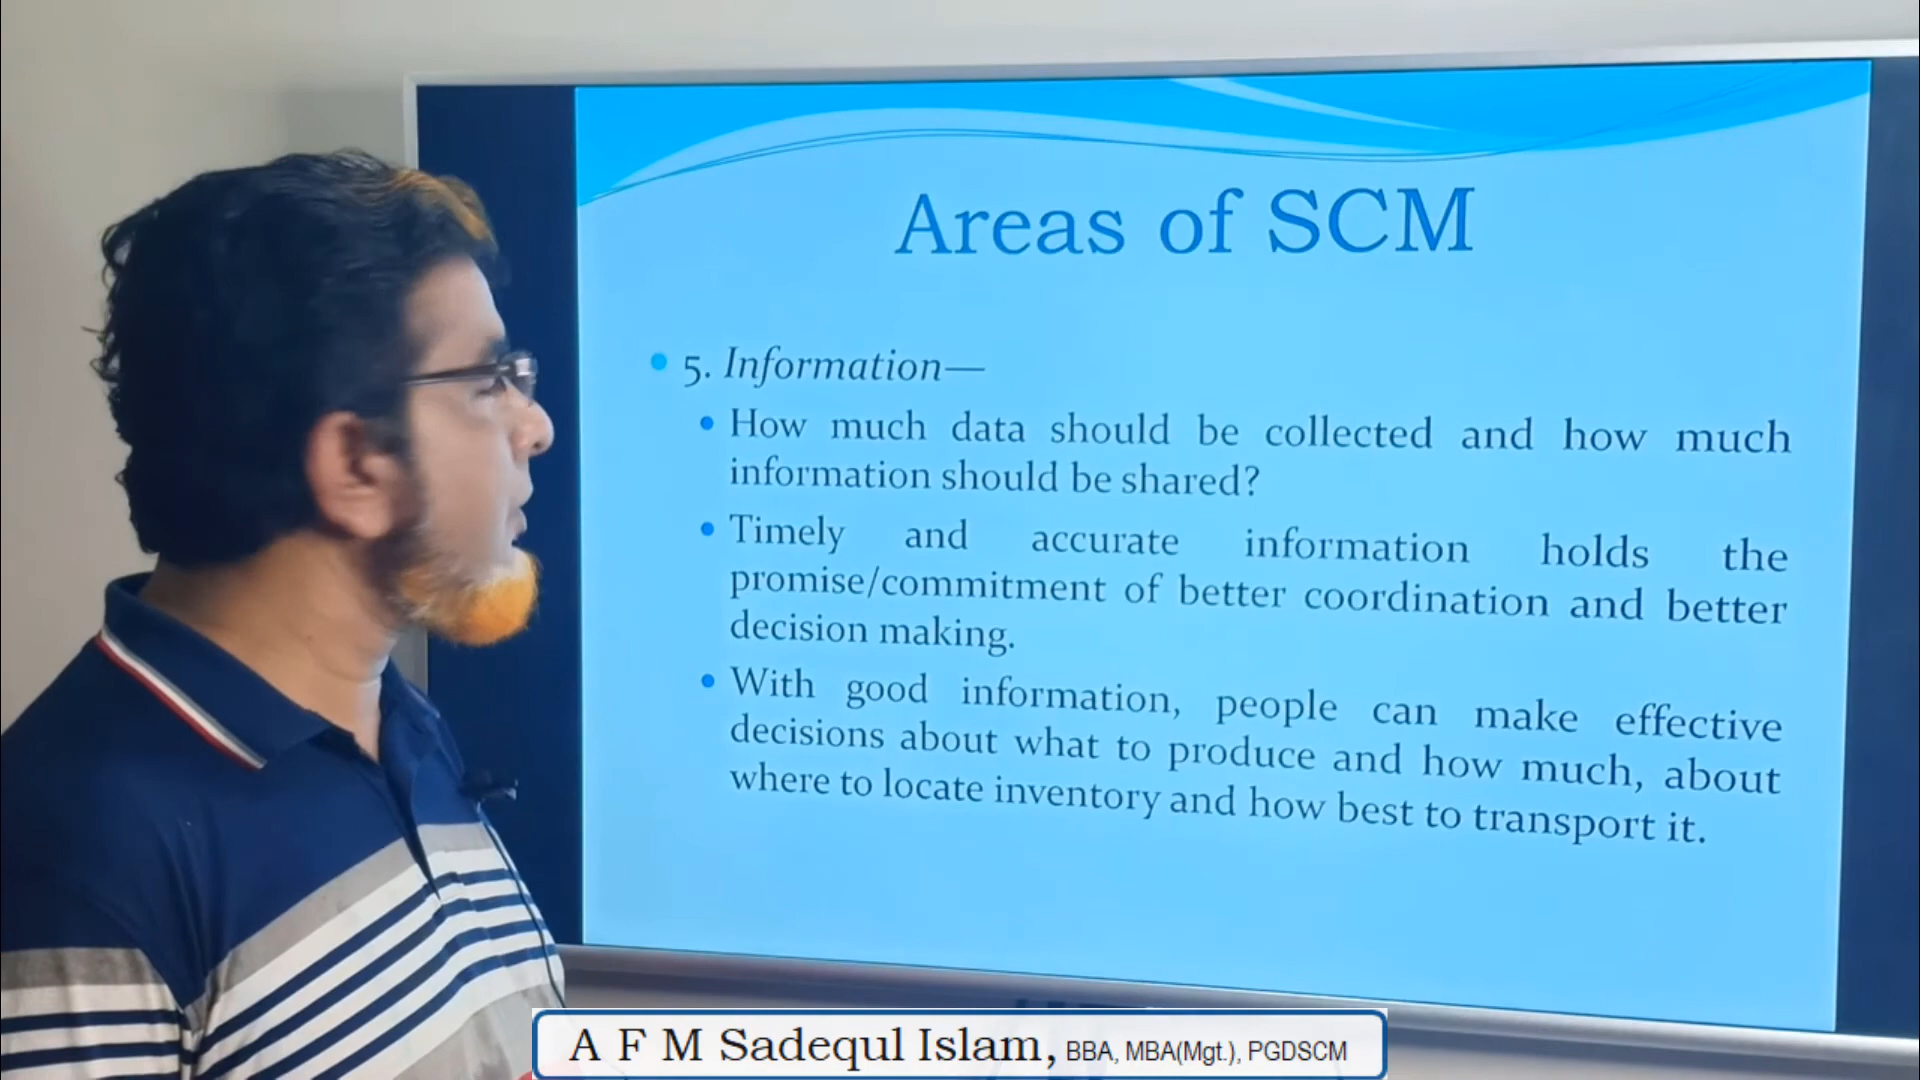 Areas of SCM
• 5. Information—
• How much data should be collected and how much
information should be shared?
• Timely and accurate information holds the
promise/commitment of better coordination and better
decision making.
• With good information, people can make effective
decisions about what to produce and how much, about
where to locate inventory and how best to transport it.
A F M Sadequl Islam, BBA, MBA(Mgt.), PGDSCM